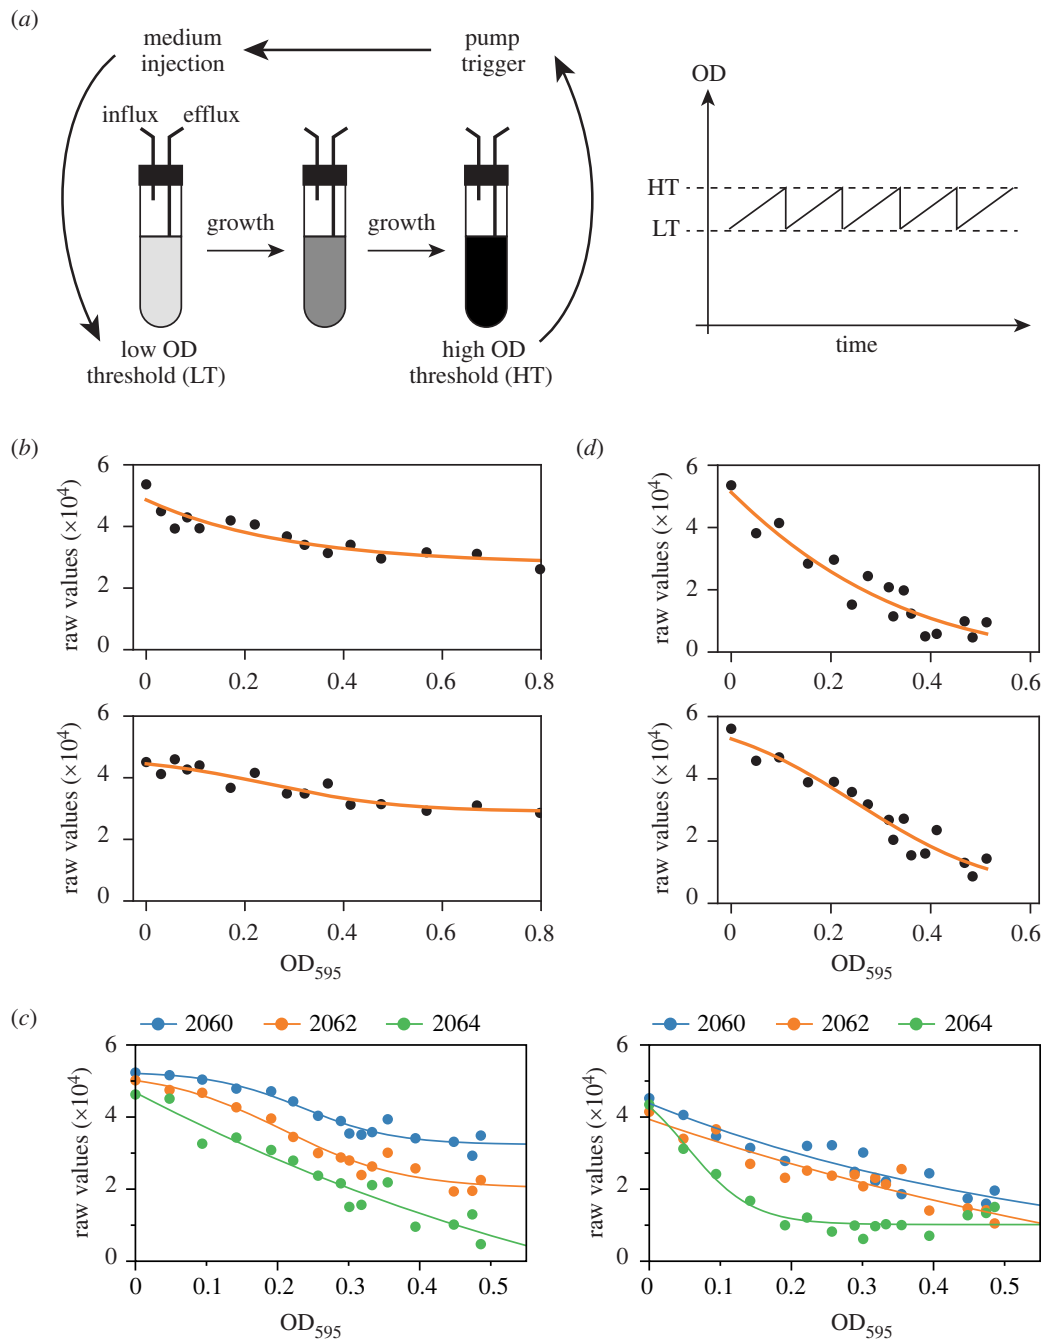 (a)
medium
injection
pump
trigger
influx
efflux
growth
growth
low OD
threshold (LT)
high OD
threshold (HT)
OD
HT
LT
time
(b)
raw values (×10⁴)
6
4
2
0
0 0.2 0.4 0.6 0.8
raw values (×10⁴)
6
4
2
0
0 0.2 0.4 0.6 0.8
OD₅₉₅
(d)
raw values (×10⁴)
6
4
2
0
0 0.2 0.4 0.6
raw values (×10⁴)
6
4
2
0
0 0.2 0.4 0.6
OD₅₉₅
(c)
2060 2062 2064
raw values (×10⁴)
6
4
2
0
0 0.1 0.2 0.3 0.4 0.5
OD₅₉₅
2060 2062 2064
raw values (×10⁴)
6
4
2
0
0 0.1 0.2 0.3 0.4 0.5
OD₅₉₅